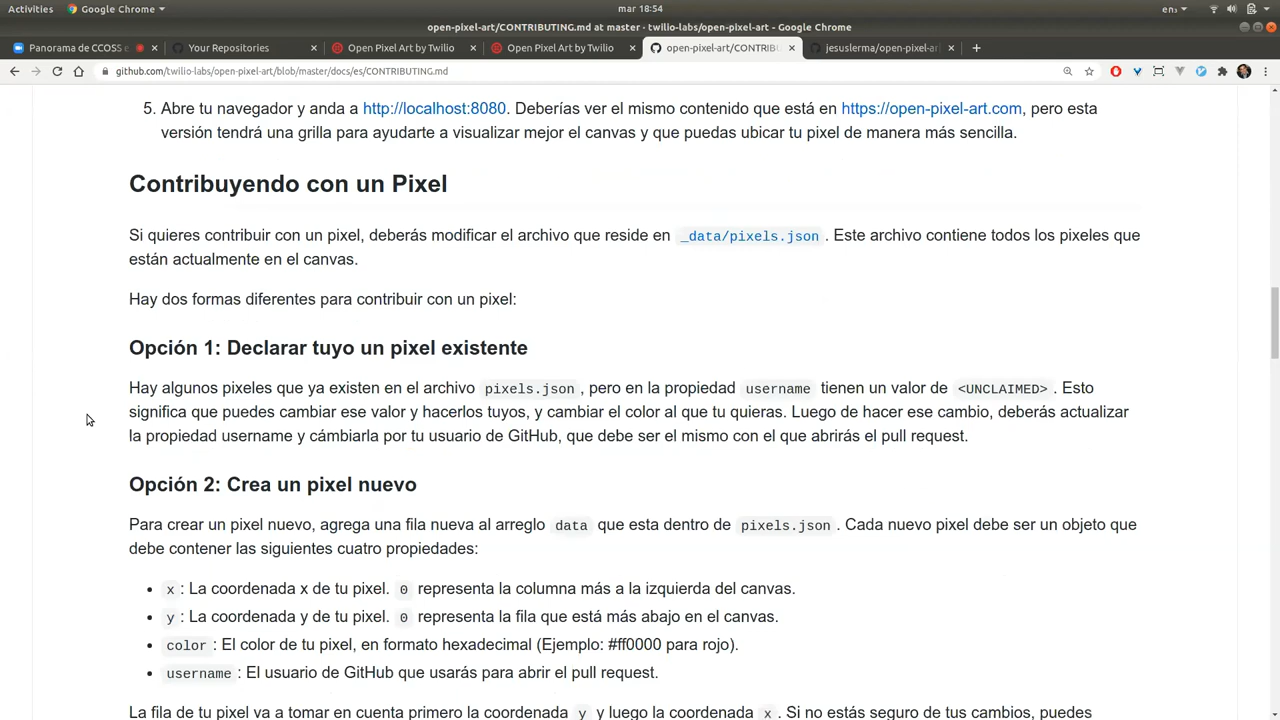 Activities
Google Chrome
mar 18:54
en₃
open-pixel-art/CONTRIBUTING.md at master · twilio-labs/open-pixel-art - Google Chrome
Panorama de CCOSS e
Your Repositories
Open Pixel Art by Twilio
Open Pixel Art by Twilio
open-pixel-art/CONTRIBU
jesuslerma/open-pixel-ar
github.com/twilio-labs/open-pixel-art/blob/master/docs/es/CONTRIBUTING.md
5. Abre tu navegador y anda a http://localhost:8080. Deberías ver el mismo contenido que está en https://open-pixel-art.com, pero esta
versión tendrá una grilla para ayudarte a visualizar mejor el canvas y que puedas ubicar tu pixel de manera más sencilla.
Contribuyendo con un Pixel
Si quieres contribuir con un pixel, deberás modificar el archivo que reside en _data/pixels.json . Este archivo contiene todos los pixeles que
están actualmente en el canvas.
Hay dos formas diferentes para contribuir con un pixel:
Opción 1: Declarar tuyo un pixel existente
Hay algunos pixeles que ya existen en el archivo pixels.json , pero en la propiedad username tienen un valor de <UNCLAIMED> . Esto
significa que puedes cambiar ese valor y hacerlos tuyos, y cambiar el color al que tu quieras. Luego de hacer ese cambio, deberás actualizar
la propiedad username y cámbiarla por tu usuario de GitHub, que debe ser el mismo con el que abrirás el pull request.
Opción 2: Crea un pixel nuevo
Para crear un pixel nuevo, agrega una fila nueva al arreglo data que esta dentro de pixels.json . Cada nuevo pixel debe ser un objeto que
debe contener las siguientes cuatro propiedades:
• x : La coordenada x de tu pixel. 0 representa la columna más a la izquierda del canvas.
• y : La coordenada y de tu pixel. 0 representa la fila que está más abajo en el canvas.
• color : El color de tu pixel, en formato hexadecimal (Ejemplo: #ff0000 para rojo).
• username : El usuario de GitHub que usarás para abrir el pull request.
La fila de tu pixel va a tomar en cuenta primero la coordenada y y luego la coordenada x . Si no estás seguro de tus cambios, puedes